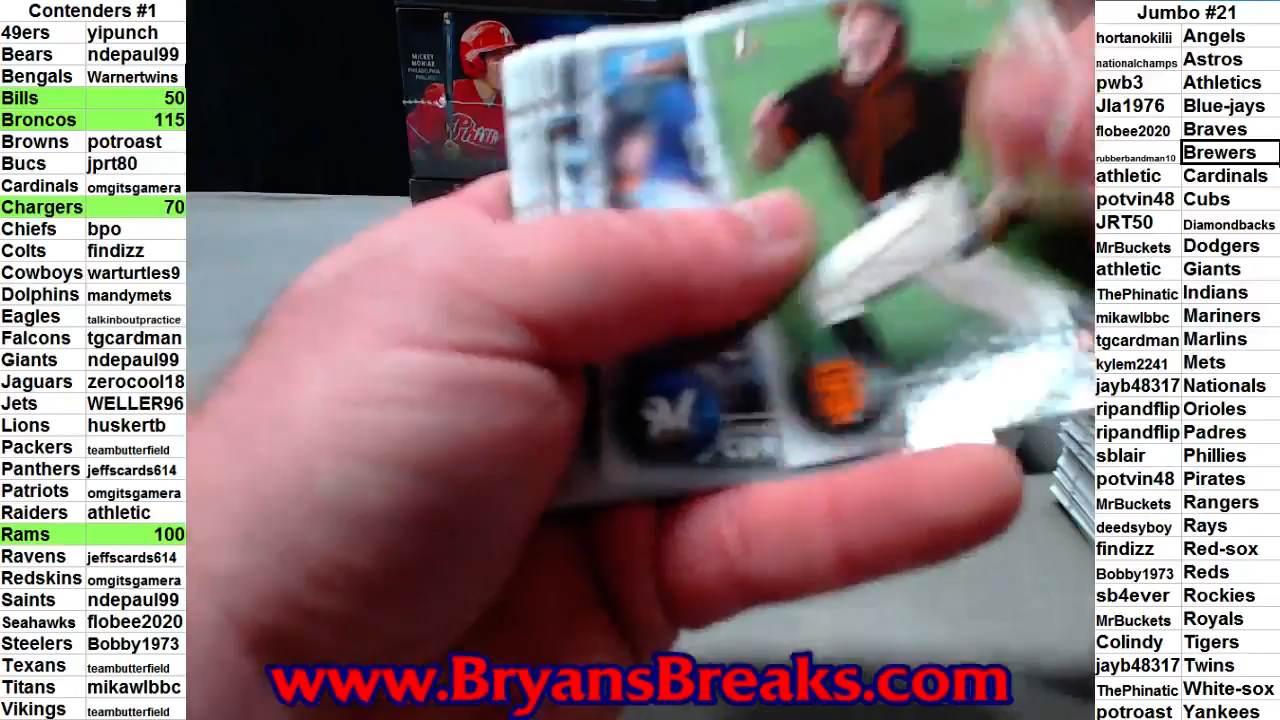 Contenders #1
49ers yipunch
Bears ndepaul99
Bengals Warnertwins
Bills 50
Broncos 115
Browns potroast
Bucs jprt80
Cardinals omgitsgamera
Chargers 70
Chiefs bpo
Colts findizz
Cowboys warturtles9
Dolphins mandymets
Eagles talkinboutpractice
Falcons tgcardman
Giants ndepaul99
Jaguars zerocool18
Jets WELLER96
Lions huskertb
Packers teambutterfield
Panthers jeffscards614
Patriots omgitsgamera
Raiders athletic
Rams 100
Ravens jeffscards614
Redskins omgitsgamera
Saints ndepaul99
Seahawks flobee2020
Steelers Bobby1973
Texans teambutterfield
Titans mikawlbbc
Vikings teambutterfield
MICKEY
MONIAK
PHILADELPHIA
Phillies
www.BryansBreaks.com
Jumbo #21
hortanokilii Angels
nationalchamps Astros
pwb3 Athletics
Jla1976 Blue-jays
flobee2020 Braves
rubberbandman10 Brewers
athletic Cardinals
potvin48 Cubs
JRT50 Diamondbacks
MrBuckets Dodgers
athletic Giants
ThePhinatic Indians
mikawlbbc Mariners
tgcardman Marlins
kylem2241 Mets
jayb48317 Nationals
ripandflip Orioles
ripandflip Padres
sblair Phillies
potvin48 Pirates
MrBuckets Rangers
deedsyboy Rays
findizz Red-sox
Bobby1973 Reds
sb4ever Rockies
MrBuckets Royals
Colindy Tigers
jayb48317 Twins
ThePhinatic White-sox
potroast Yankees